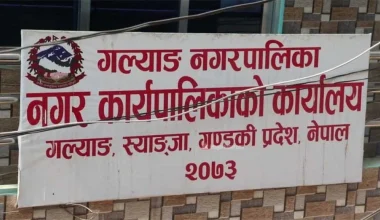 गल्याङ नगरपालिका
नगर कार्यपालिकाको कार्यालय
गल्याङ, स्याङ्जा, गण्डकी प्रदेश, नेपाल
२०७३